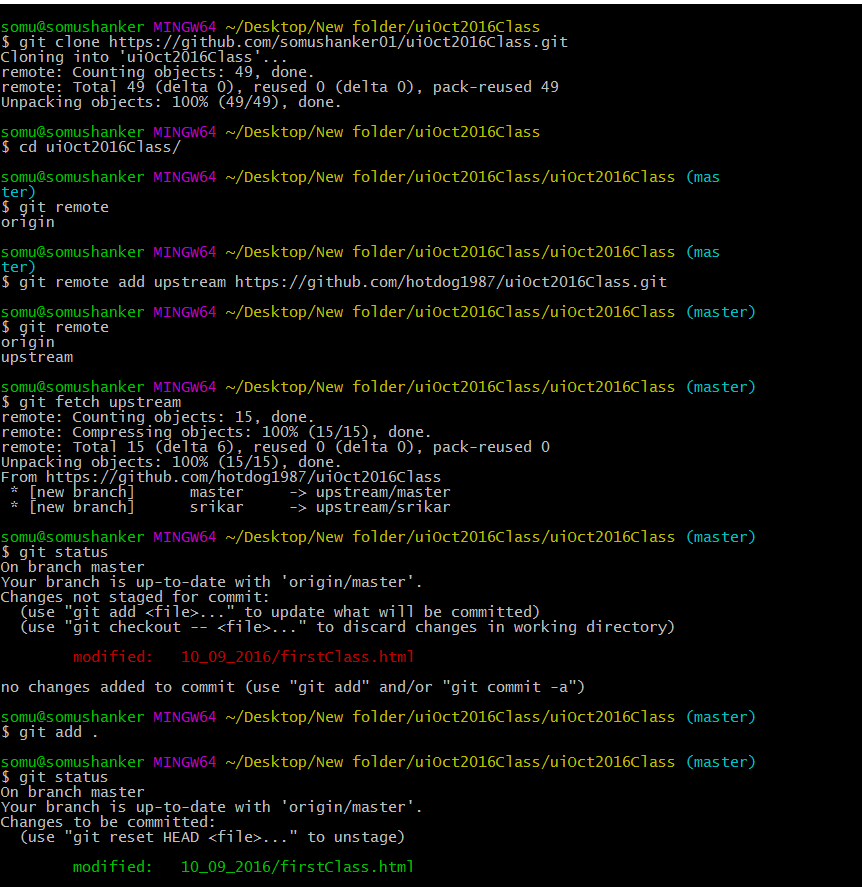 somu@somushanker MINGW64 ~/Desktop/New folder/uiOct2016Class
$ git clone https://github.com/somushanker01/uiOct2016Class.git
Cloning into 'uiOct2016Class'...
remote: Counting objects: 49, done.
remote: Total 49 (delta 0), reused 0 (delta 0), pack-reused 49
Unpacking objects: 100% (49/49), done.
somu@somushanker MINGW64 ~/Desktop/New folder/uiOct2016Class
$ cd uiOct2016Class/
somu@somushanker MINGW64 ~/Desktop/New folder/uiOct2016Class/uiOct2016Class (mas
ter)
$ git remote
origin
somu@somushanker MINGW64 ~/Desktop/New folder/uiOct2016Class/uiOct2016Class (mas
ter)
$ git remote add upstream https://github.com/hotdog1987/uiOct2016Class.git
somu@somushanker MINGW64 ~/Desktop/New folder/uiOct2016Class/uiOct2016Class (master)
$ git remote
origin
upstream
somu@somushanker MINGW64 ~/Desktop/New folder/uiOct2016Class/uiOct2016Class (master)
$ git fetch upstream
remote: Counting objects: 15, done.
remote: Compressing objects: 100% (15/15), done.
remote: Total 15 (delta 6), reused 0 (delta 0), pack-reused 0
Unpacking objects: 100% (15/15), done.
From https://github.com/hotdog1987/uiOct2016Class
 * [new branch]      master     -> upstream/master
 * [new branch]      srikar     -> upstream/srikar
somu@somushanker MINGW64 ~/Desktop/New folder/uiOct2016Class/uiOct2016Class (master)
$ git status
On branch master
Your branch is up-to-date with 'origin/master'.
Changes not staged for commit:
  (use "git add <file>..." to update what will be committed)
  (use "git checkout -- <file>..." to discard changes in working directory)
        modified:   10_09_2016/firstClass.html
no changes added to commit (use "git add" and/or "git commit -a")
somu@somushanker MINGW64 ~/Desktop/New folder/uiOct2016Class/uiOct2016Class (master)
$ git add .
somu@somushanker MINGW64 ~/Desktop/New folder/uiOct2016Class/uiOct2016Class (master)
$ git status
On branch master
Your branch is up-to-date with 'origin/master'.
Changes to be committed:
  (use "git reset HEAD <file>..." to unstage)
        modified:   10_09_2016/firstClass.html